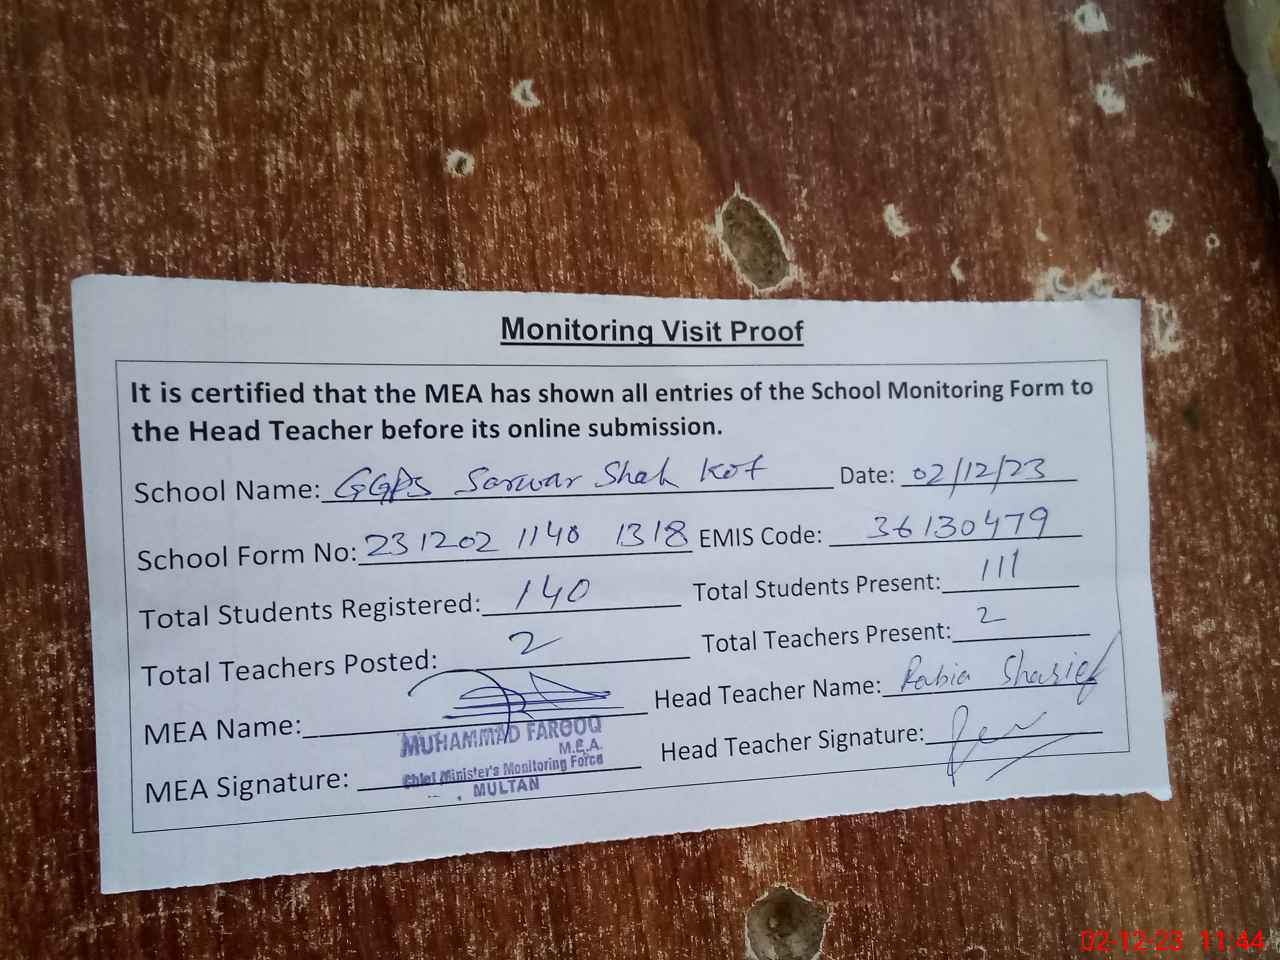 Monitoring Visit Proof
It is certified that the MEA has shown all entries of the School Monitoring Form to
the Head Teacher before its online submission.
School Name: GGPS Sarwar Shah Kot Date: 02/12/23
School Form No: 231202 1140 1318 EMIS Code: 36130479
Total Students Registered: 140 Total Students Present: 111
Total Teachers Posted: 2 Total Teachers Present: 2
MEA Name: Head Teacher Name: Rabia Sharief
MUHAMMAD FAROOQ
M.E.A.
MEA Signature: Chief Minister's Monitoring Force Head Teacher Signature:
MULTAN
02-12-23 11:44